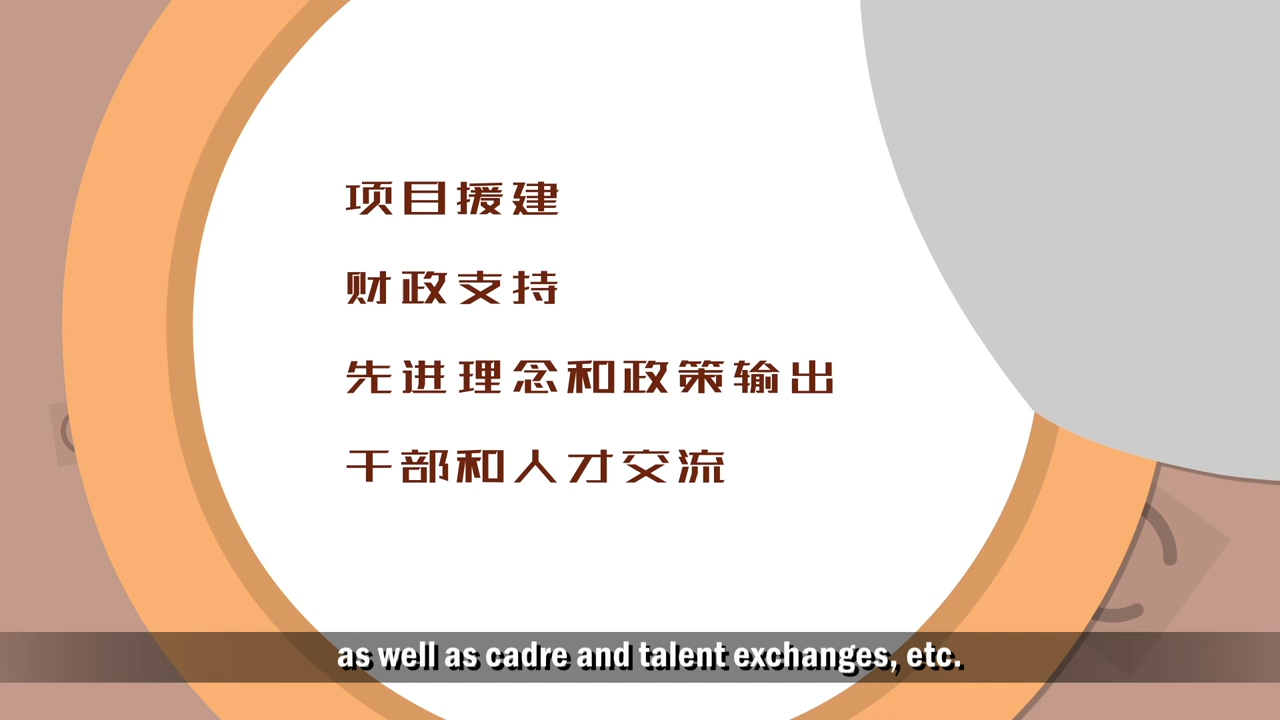 项目援建
财政支持
先进理念和政策输出
干部和人才交流
as well as cadre and talent exchanges, etc.